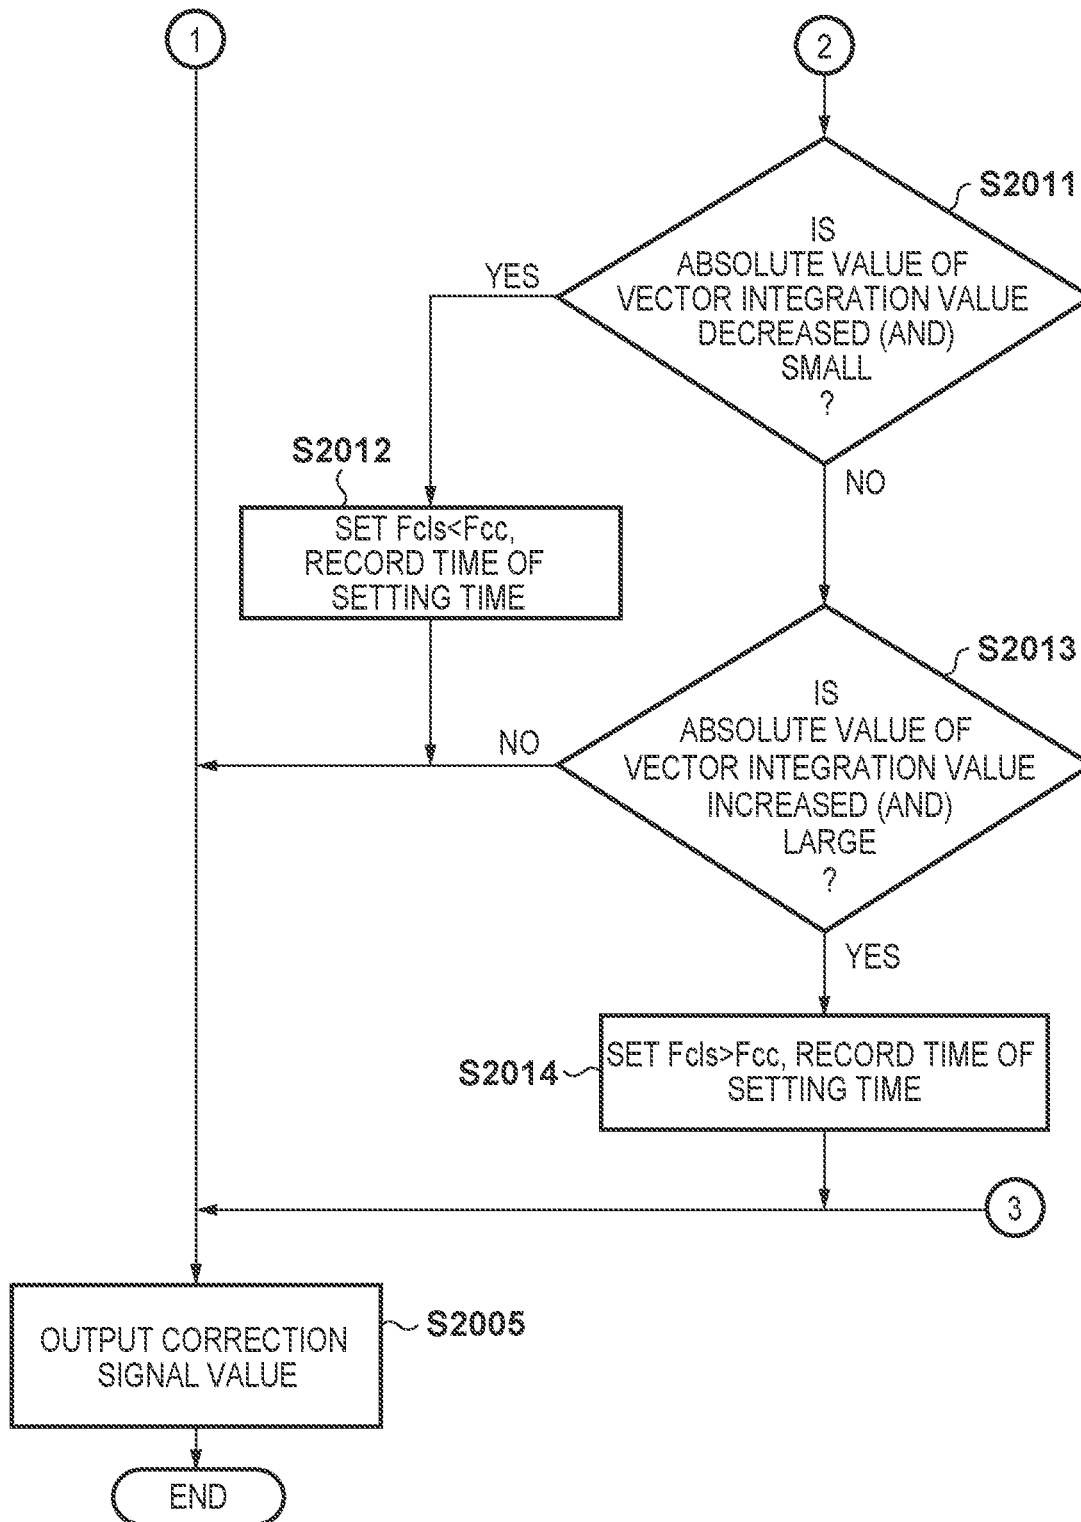 1
2
S2011
IS
ABSOLUTE VALUE OF
VECTOR INTEGRATION VALUE
DECREASED (AND)
SMALL
?
YES
NO
S2012
SET Fcls<Fcc,
RECORD TIME OF
SETTING TIME
S2013
IS
ABSOLUTE VALUE OF
VECTOR INTEGRATION VALUE
INCREASED (AND)
LARGE
?
NO
YES
S2014
SET Fcls>Fcc, RECORD TIME OF
SETTING TIME
3
S2005
OUTPUT CORRECTION
SIGNAL VALUE
END